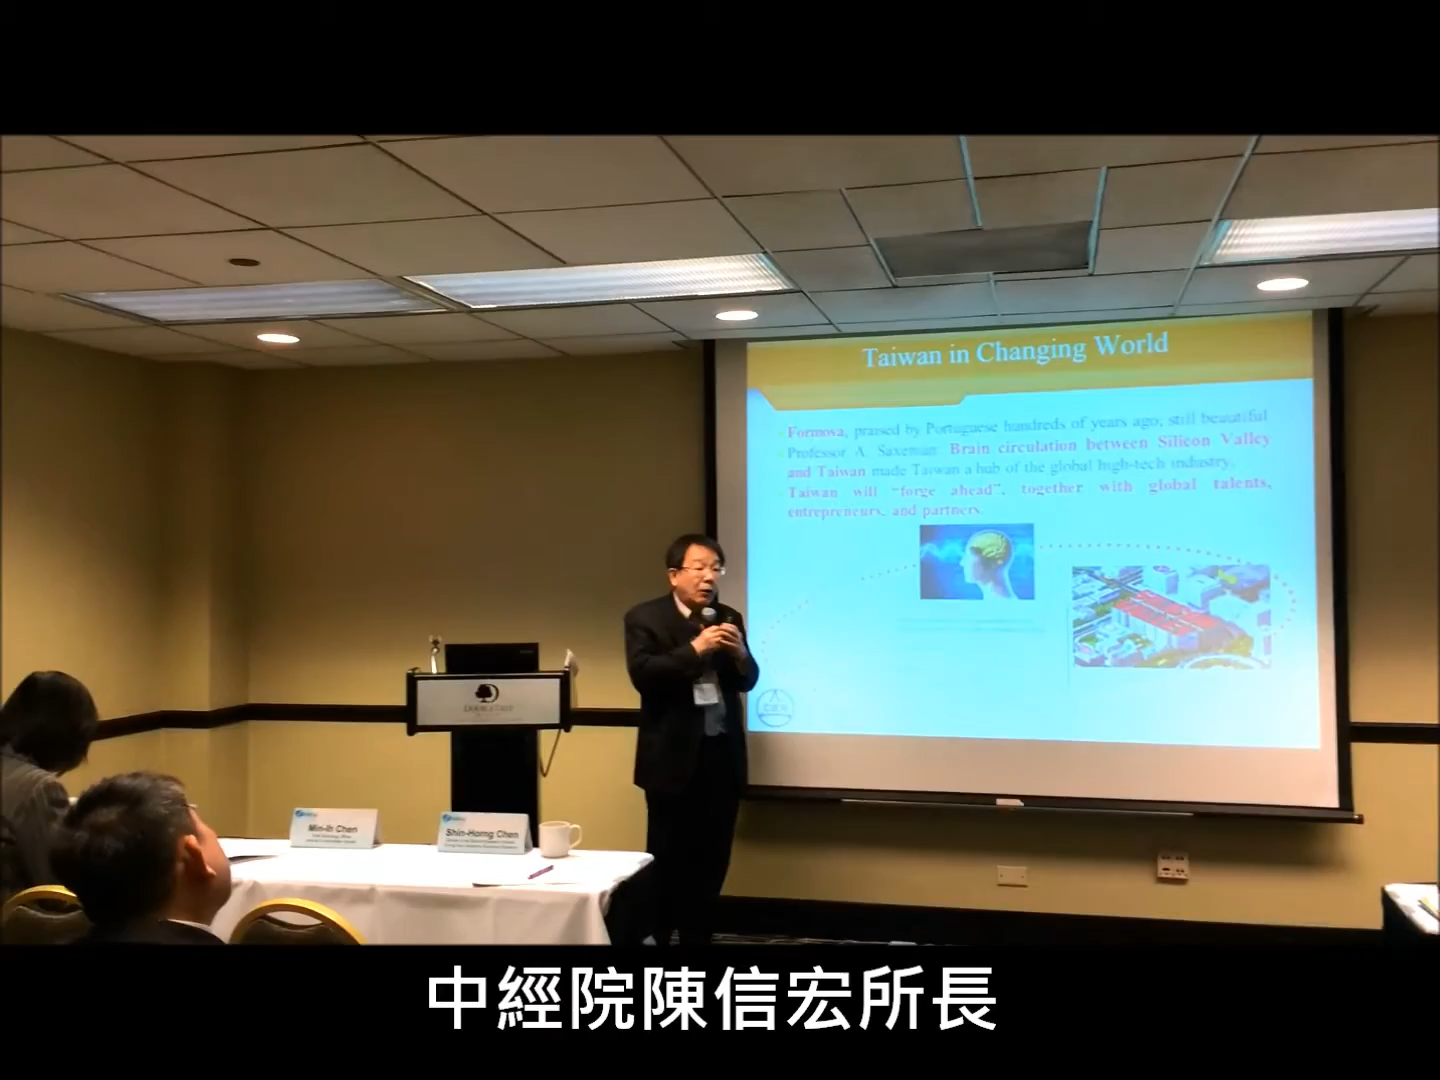 Taiwan in Changing World
Formosa, praised by Portuguese hundreds of years ago, still beautiful
Professor A. Saxenian: Brain circulation between Silicon Valley
and Taiwan made Taiwan a hub of the global high-tech industry.
Taiwan will "forge ahead", together with global talents,
entrepreneurs, and partners.
DOUBLETREE
Min-Ih Chen
Shin-Horng Chen
中經院陳信宏所長